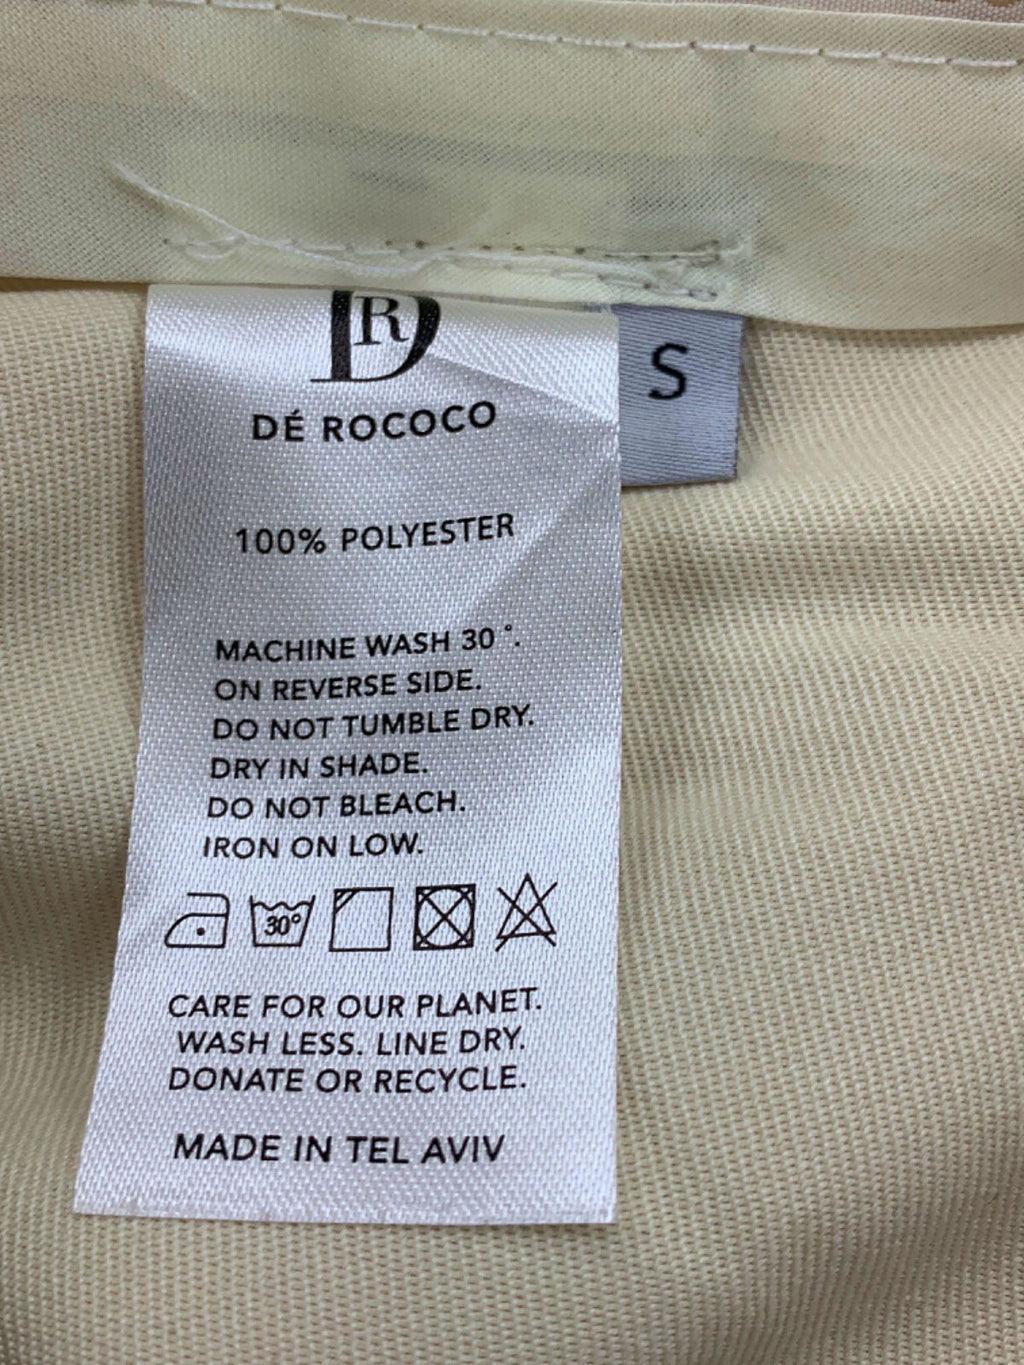 DR
DÉ ROCOCO
S
100% POLYESTER
MACHINE WASH 30°.
ON REVERSE SIDE.
DO NOT TUMBLE DRY.
DRY IN SHADE.
DO NOT BLEACH.
IRON ON LOW.
30°
CARE FOR OUR PLANET.
WASH LESS. LINE DRY.
DONATE OR RECYCLE.
MADE IN TEL AVIV